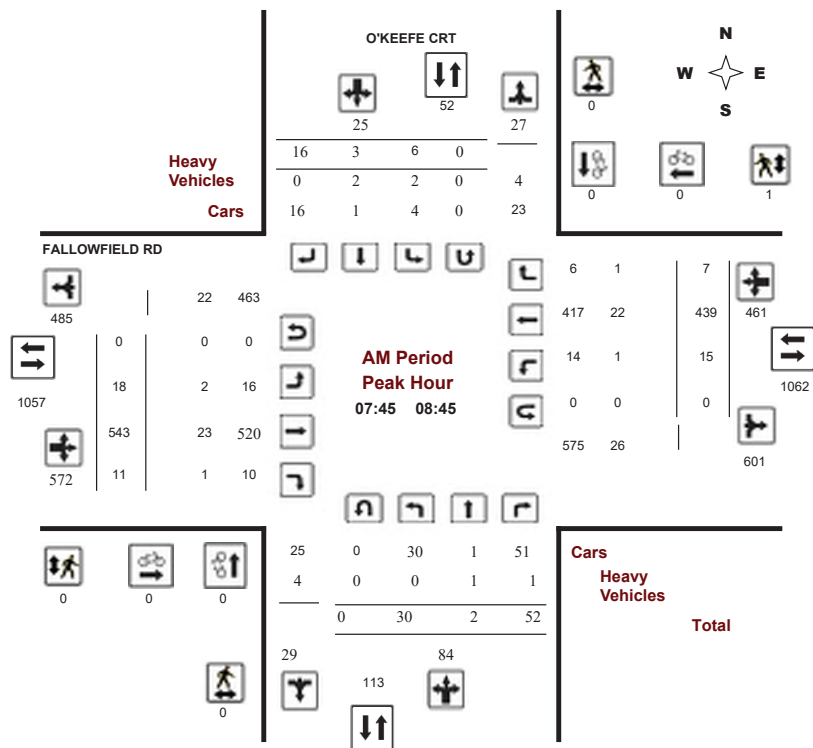 O'KEEFE CRT
N
W E
S
52
0
25 27
16 3 6 0
Heavy
Vehicles
0 2 2 0 4
Cars
16 1 4 0 23
0 0 1
FALLOWFIELD RD
22 463
485
0 0 0
1057
18 2 16
543 23 520
572
11 1 10
AM Period
Peak Hour
07:45 08:45
6 1 7
417 22 439 461
14 1 15
1062
0 0 0
575 26
601
25 0 30 1 51
Cars
4 0 0 1 1
Heavy
Vehicles
0 30 2 52
Total
0 0 0
29 84
113
0